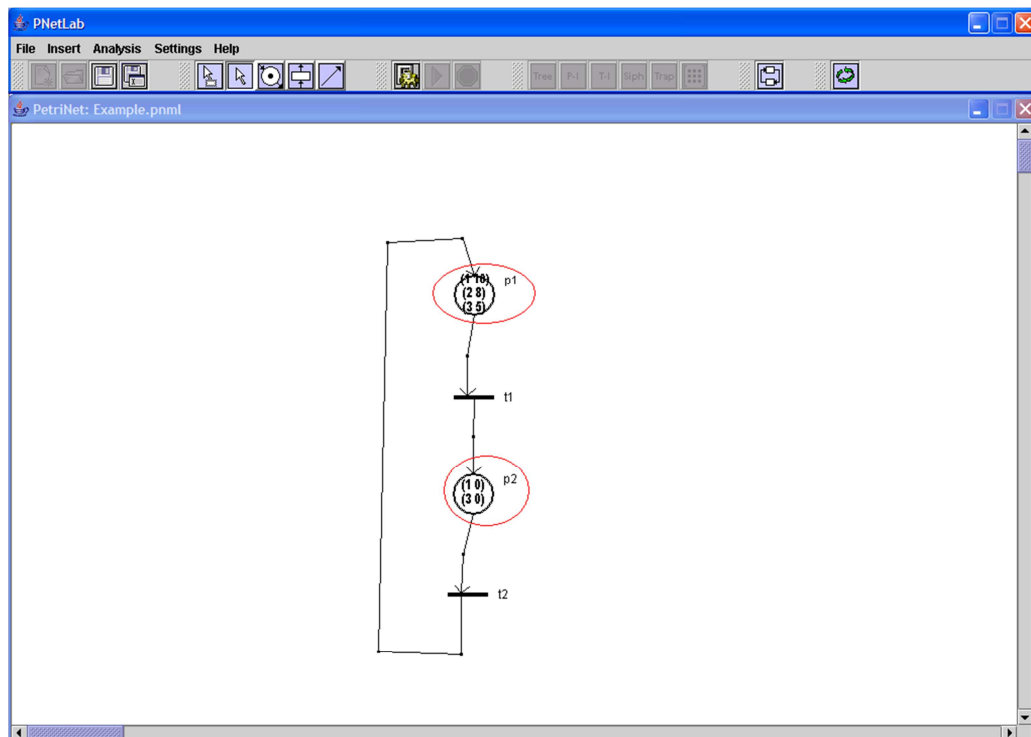 PNetLab
File Insert Analysis Settings Help
Tree P-I T-I Siph Trap
PetriNet: Example.pnml
(1 10)
p1
(2 8)
(3 5)
t1
p2
(1 0)
(3 0)
t2